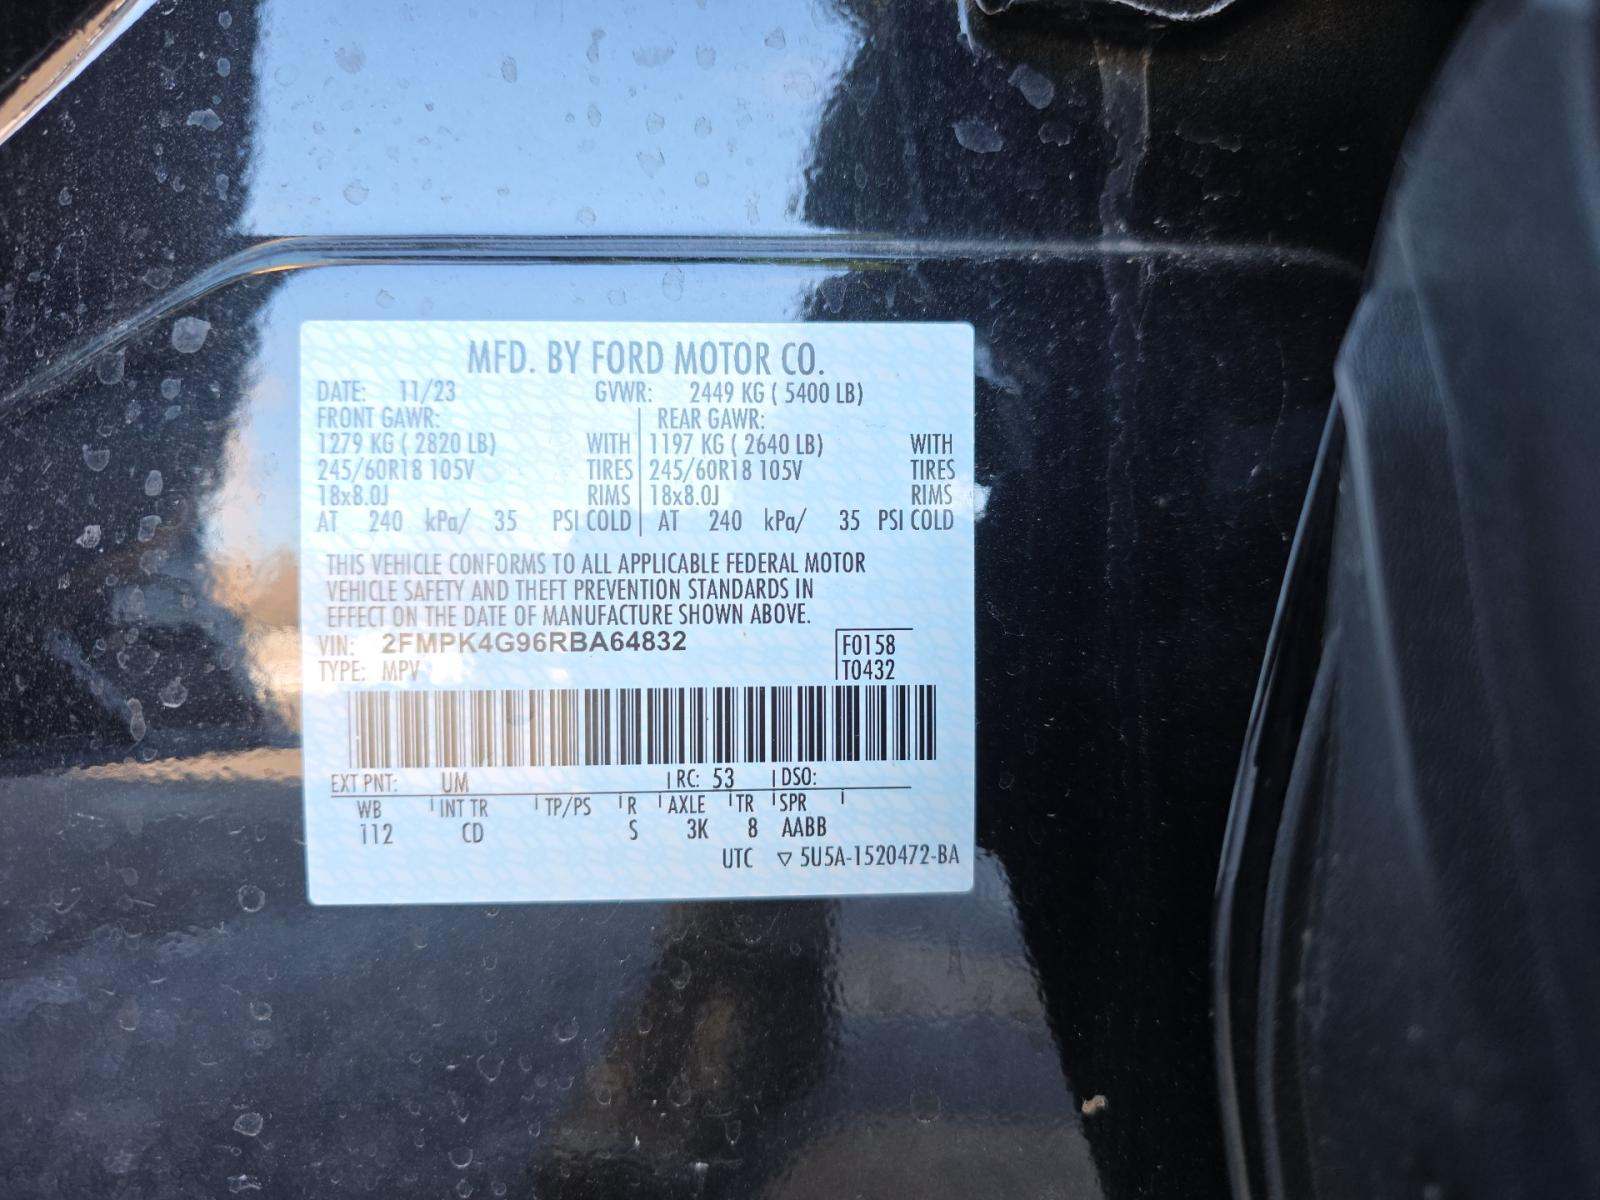 MFD. BY FORD MOTOR CO.
DATE: 11/23 GVWR: 2449 KG ( 5400 LB)
FRONT GAWR: REAR GAWR:
1279 KG ( 2820 LB) WITH 1197 KG ( 2640 LB) WITH
245/60R18 105V TIRES 245/60R18 105V TIRES
18x8.0J RIMS 18x8.0J RIMS
AT 240 kPa/ 35 PSI COLD AT 240 kPa/ 35 PSI COLD
THIS VEHICLE CONFORMS TO ALL APPLICABLE FEDERAL MOTOR
VEHICLE SAFETY AND THEFT PREVENTION STANDARDS IN
EFFECT ON THE DATE OF MANUFACTURE SHOWN ABOVE.
VIN: 2FMPK4G96RBA64832 F0158
TYPE: MPV T0432
EXT PNT: UM RC: 53 DSO:
WB INT TR TP/PS R AXLE TR SPR
112 CD S 3K 8 AABB
UTC ▽ 5U5A-1520472-BA